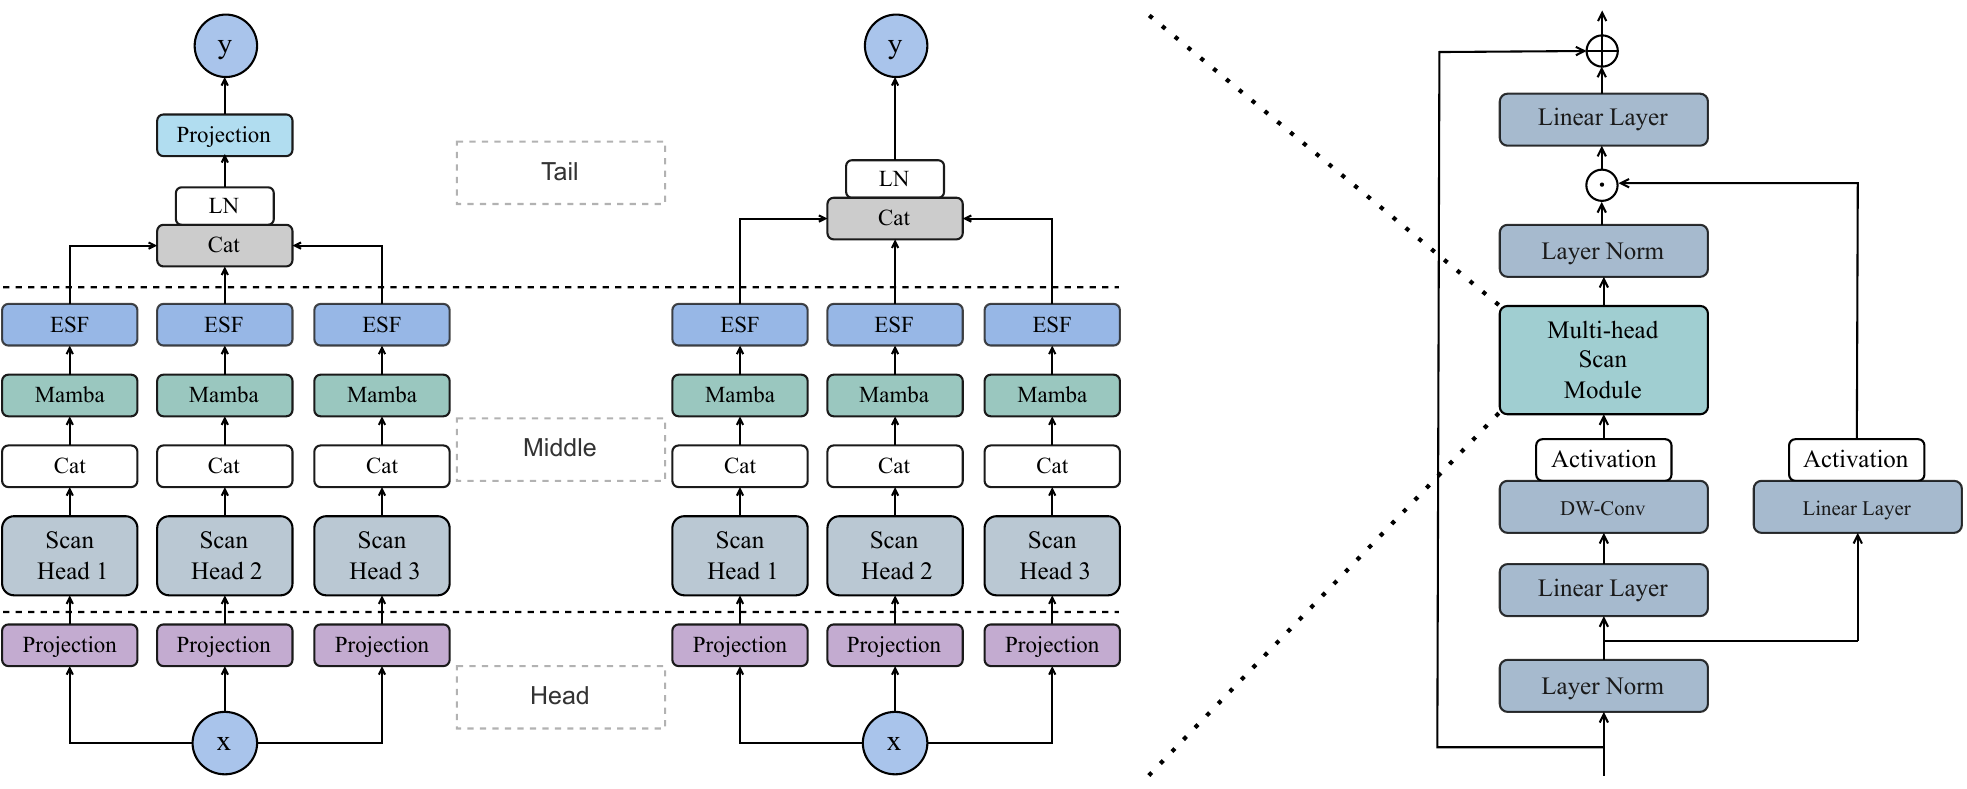 y
Projection
LN
Cat
ESF
ESF
ESF
Mamba
Mamba
Mamba
Cat
Cat
Cat
Scan
Head 1
Scan
Head 2
Scan
Head 3
Projection
Projection
Projection
x
Tail
Middle
Head
y
LN
Cat
ESF
ESF
ESF
Mamba
Mamba
Mamba
Cat
Cat
Cat
Scan
Head 1
Scan
Head 2
Scan
Head 3
Projection
Projection
Projection
x
Linear Layer
Layer Norm
Multi-head
Scan
Module
Activation
DW-Conv
Linear Layer
Layer Norm
Activation
Linear Layer